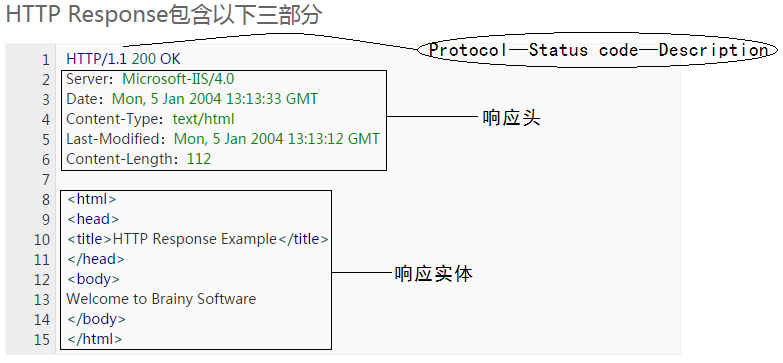 HTTP Response包含以下三部分
Protocol—Status code—Description
1 HTTP/1.1 200 OK
2 Server：Microsoft-IIS/4.0
3 Date：Mon, 5 Jan 2004 13:13:33 GMT
4 Content-Type：text/html
5 Last-Modified：Mon, 5 Jan 2004 13:13:12 GMT
6 Content-Length：112
响应头
7
8 <html>
9 <head>
10 <title>HTTP Response Example</title>
11 </head>
12 <body>
13 Welcome to Brainy Software
14 </body>
15 </html>
响应实体